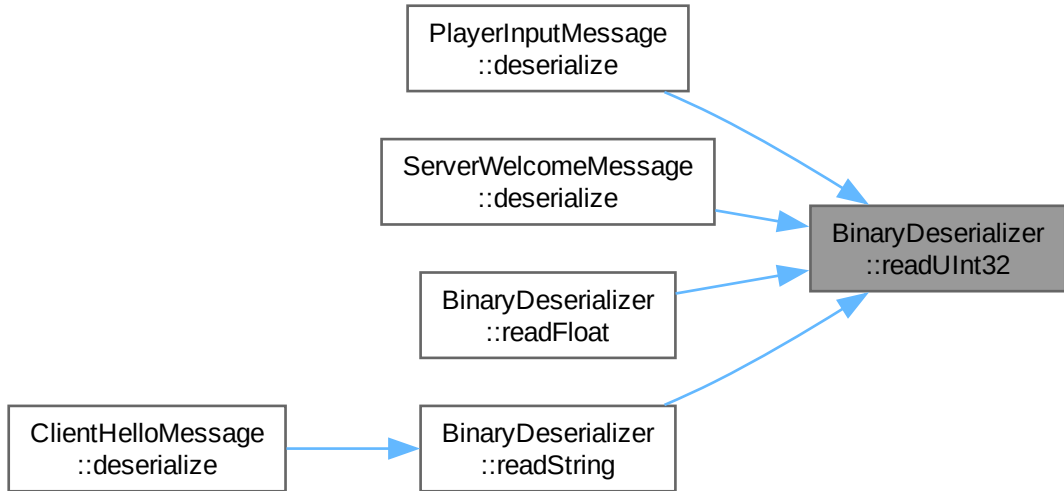 PlayerInputMessage
::deserialize
ServerWelcomeMessage
::deserialize
BinaryDeserializer
::readUInt32
BinaryDeserializer
::readFloat
ClientHelloMessage
::deserialize
BinaryDeserializer
::readString